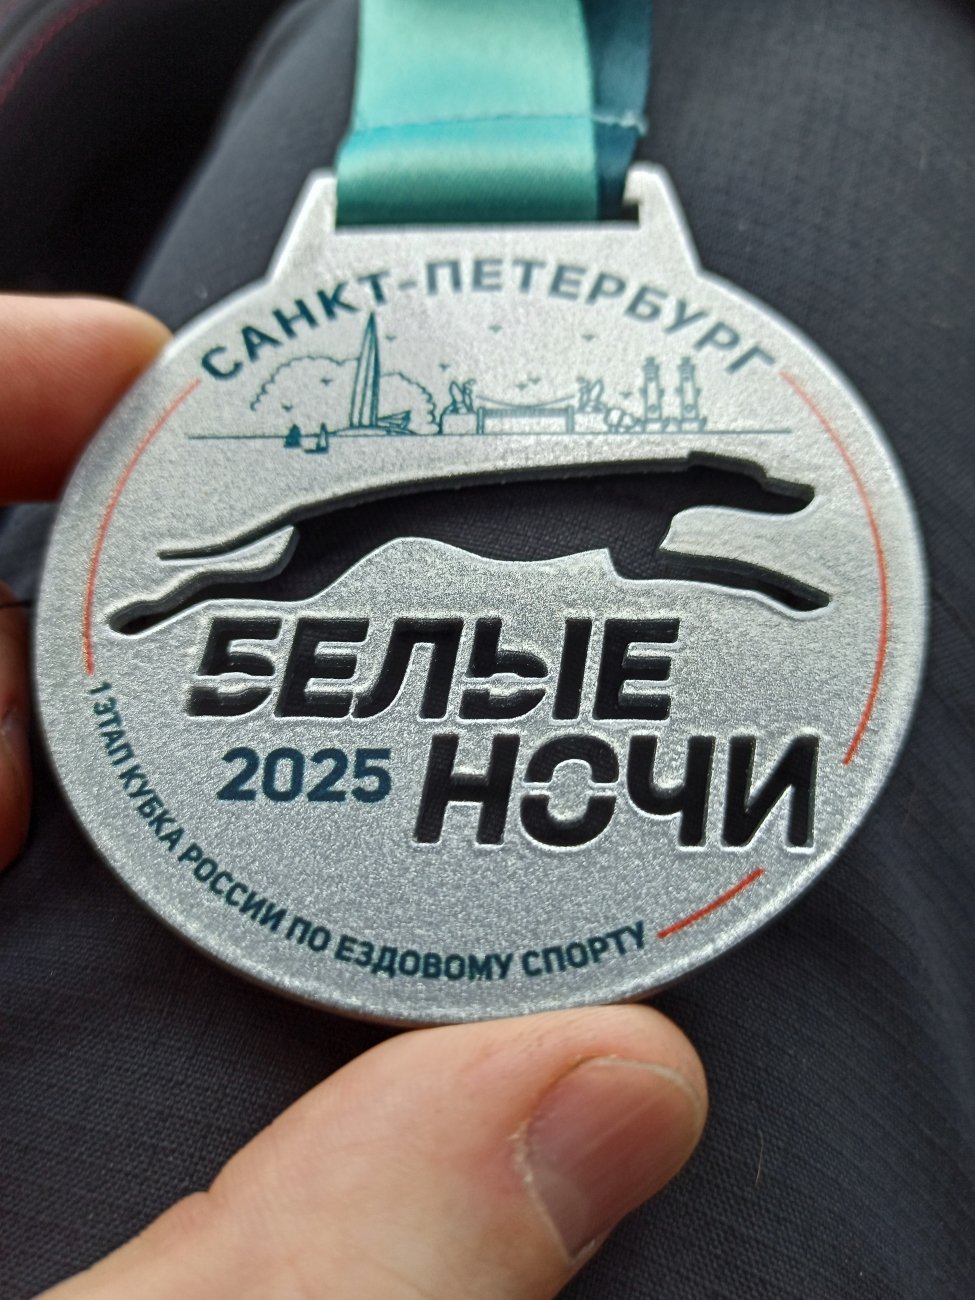 САНКТ-ПЕТЕРБУРГ
БЕЛЫЕ
2025
НОЧИ
1 ЭТАП КУБКА РОССИИ ПО ЕЗДОВОМУ СПОРТУ